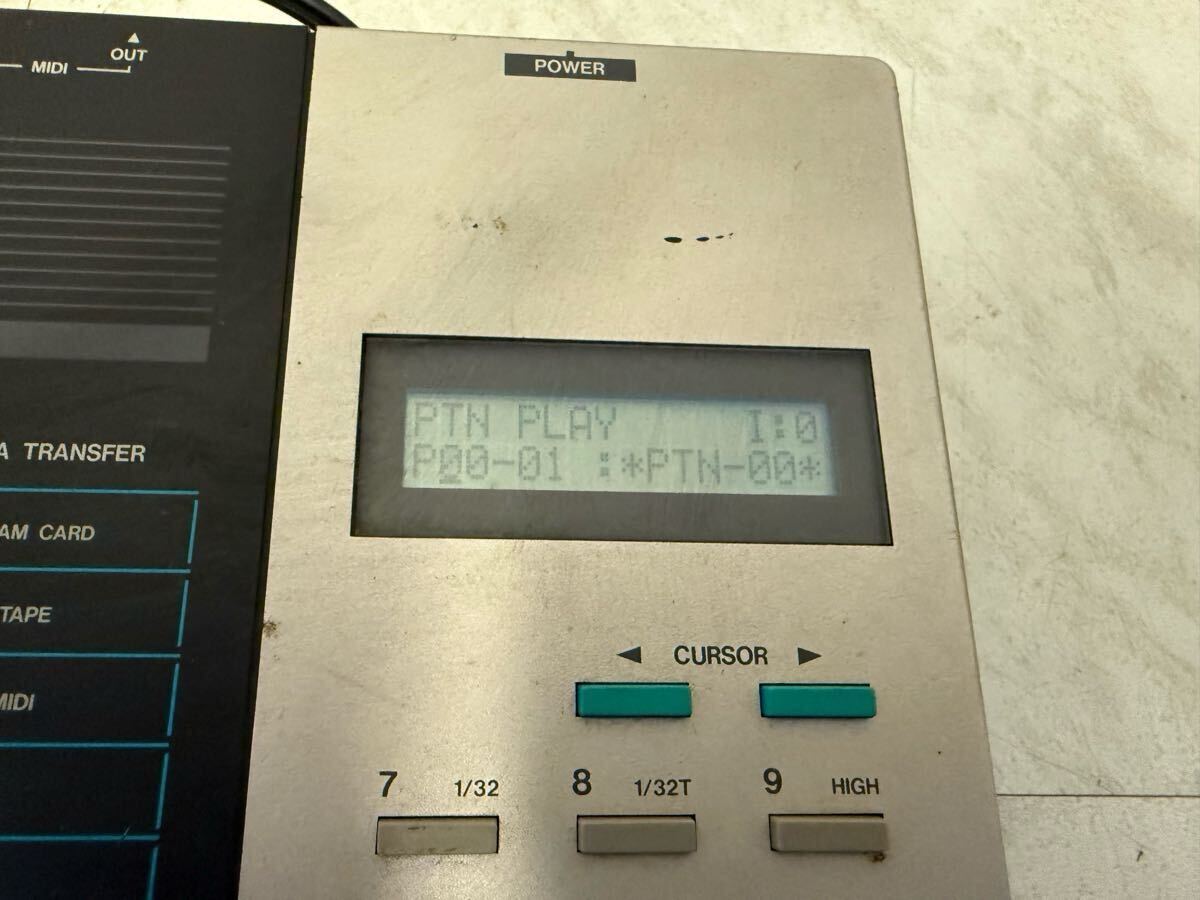 OUT
MIDI
POWER
PTN PLAY I:0
P00-01 :*PTN-00*
A TRANSFER
AM CARD
TAPE
MIDI
◄ CURSOR ►
7 1/32 8 1/32T 9 HIGH